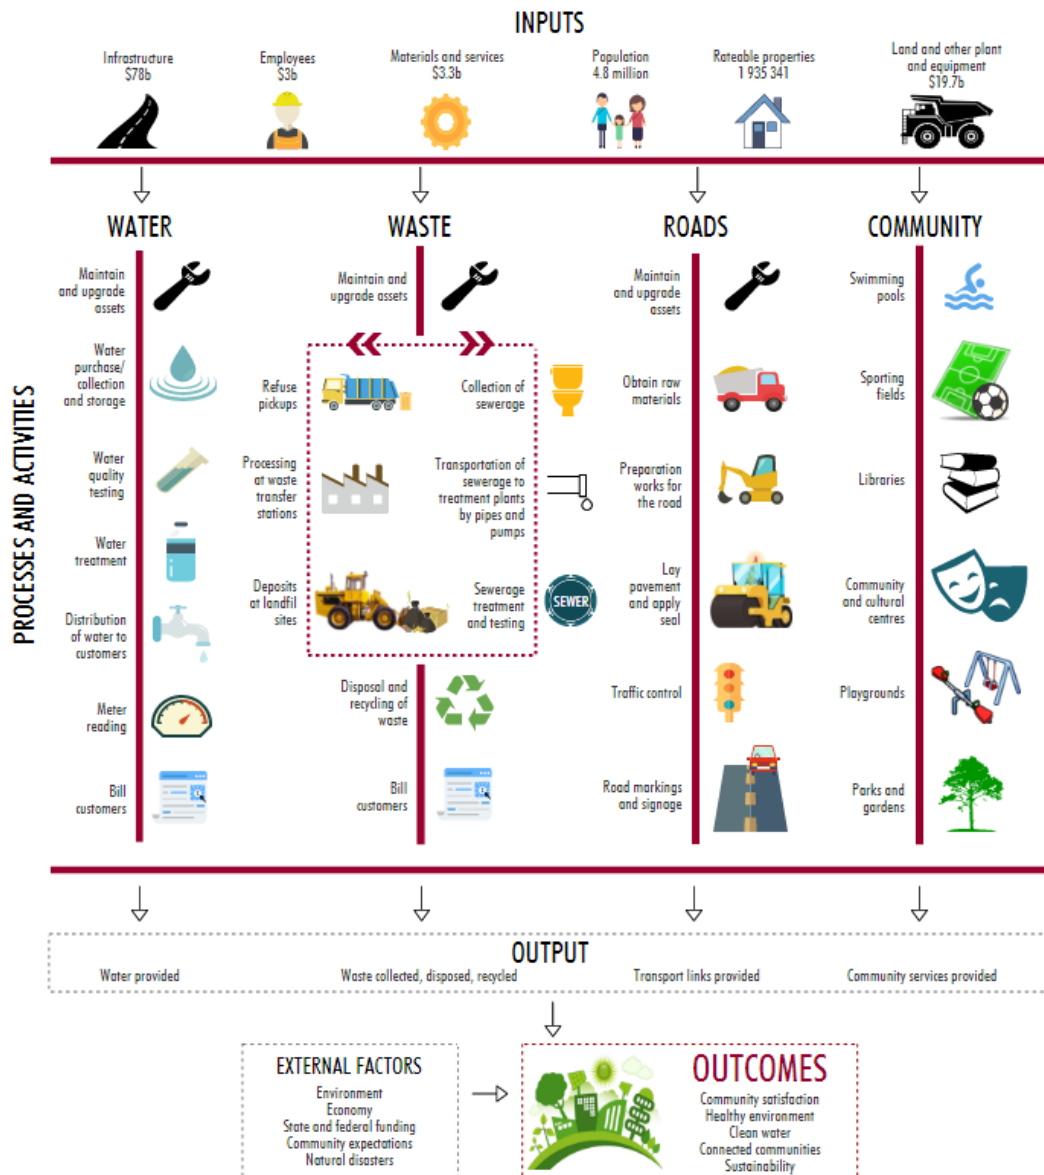 INPUTS
Infrastructure
$78b
Employees
$3b
Materials and services
$3.3b
Population
4.8 million
Rateable properties
1 935 341
Land and other plant
and equipment
$19.7b
PROCESSES AND ACTIVITIES
WATER
Maintain
and upgrade
assets
Water
purchase/
collection
and storage
Water
quality
testing
Water
treatment
Distribution
of water to
customers
Meter
reading
Bill
customers
WASTE
Maintain and
upgrade assets
Refuse
pickups
Processing
at waste
transfer
stations
Deposits
at landfill
sites
Collection of
sewerage
Transportation of
sewerage to
treatment plants
by pipes and
pumps
Sewerage
treatment
and testing
SEWER
Disposal and
recycling of
waste
Bill
customers
ROADS
Maintain
and upgrade
assets
Obtain raw
materials
Preparation
works for
the road
Lay
pavement
and apply
seal
Traffic control
Road markings
and signage
COMMUNITY
Swimming
pools
Sporting
fields
Libraries
Community
and cultural
centres
Playgrounds
Parks and
gardens
OUTPUT
Water provided
Waste collected, disposed, recycled
Transport links provided
Community services provided
EXTERNAL FACTORS
Environment
Economy
State and federal funding
Community expectations
Natural disasters
OUTCOMES
Community satisfaction
Healthy environment
Clean water
Connected communities
Sustainability